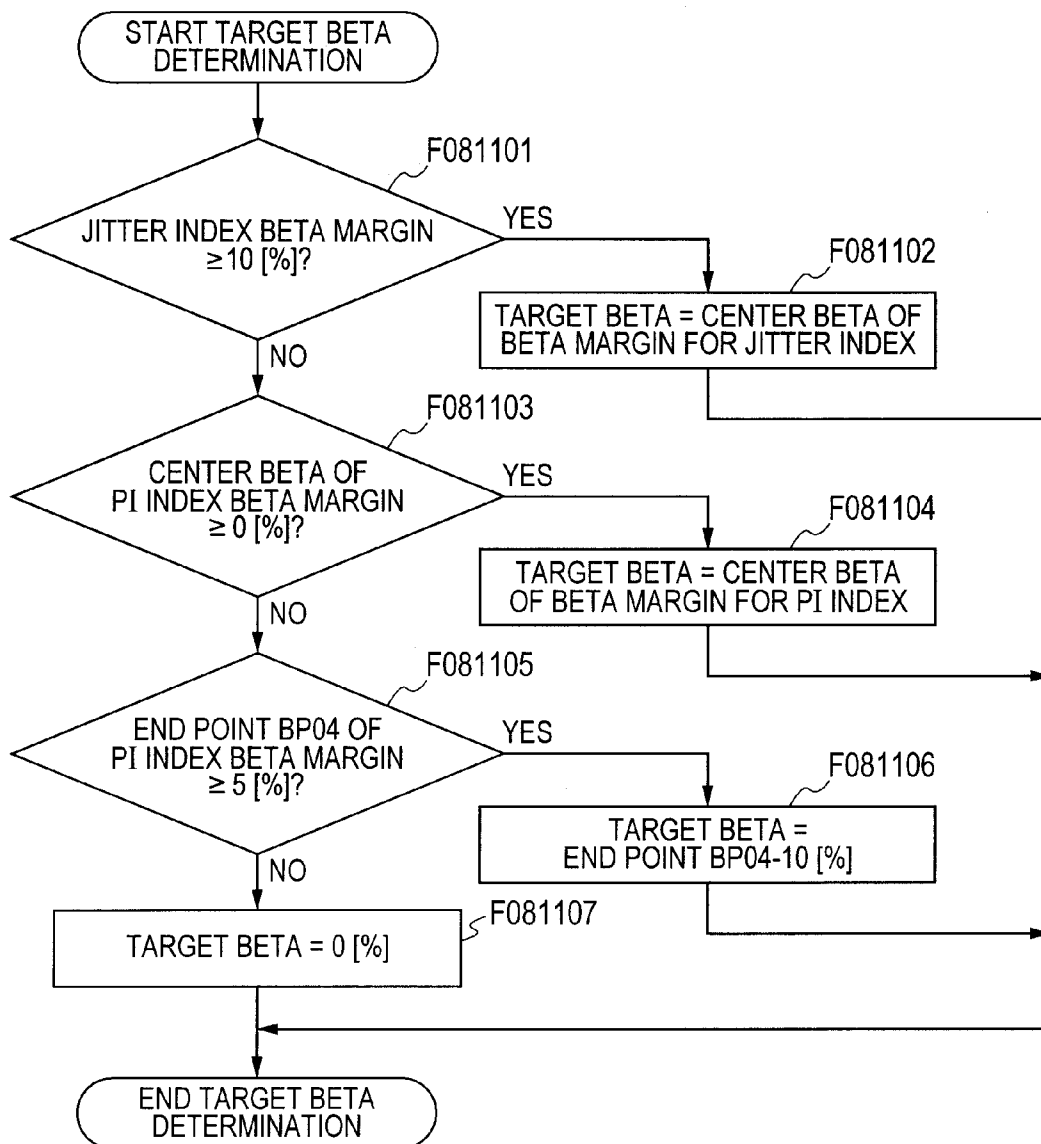 START TARGET BETA
DETERMINATION
F081101
JITTER INDEX BETA MARGIN
≥10 [%]?
YES
F081102
TARGET BETA = CENTER BETA OF
BETA MARGIN FOR JITTER INDEX
NO
F081103
CENTER BETA OF
PI INDEX BETA MARGIN
≥ 0 [%]?
YES
F081104
TARGET BETA = CENTER BETA
OF BETA MARGIN FOR PI INDEX
NO
F081105
END POINT BP04 OF
PI INDEX BETA MARGIN
≥ 5 [%]?
YES
F081106
TARGET BETA =
END POINT BP04-10 [%]
NO
F081107
TARGET BETA = 0 [%]
END TARGET BETA
DETERMINATION